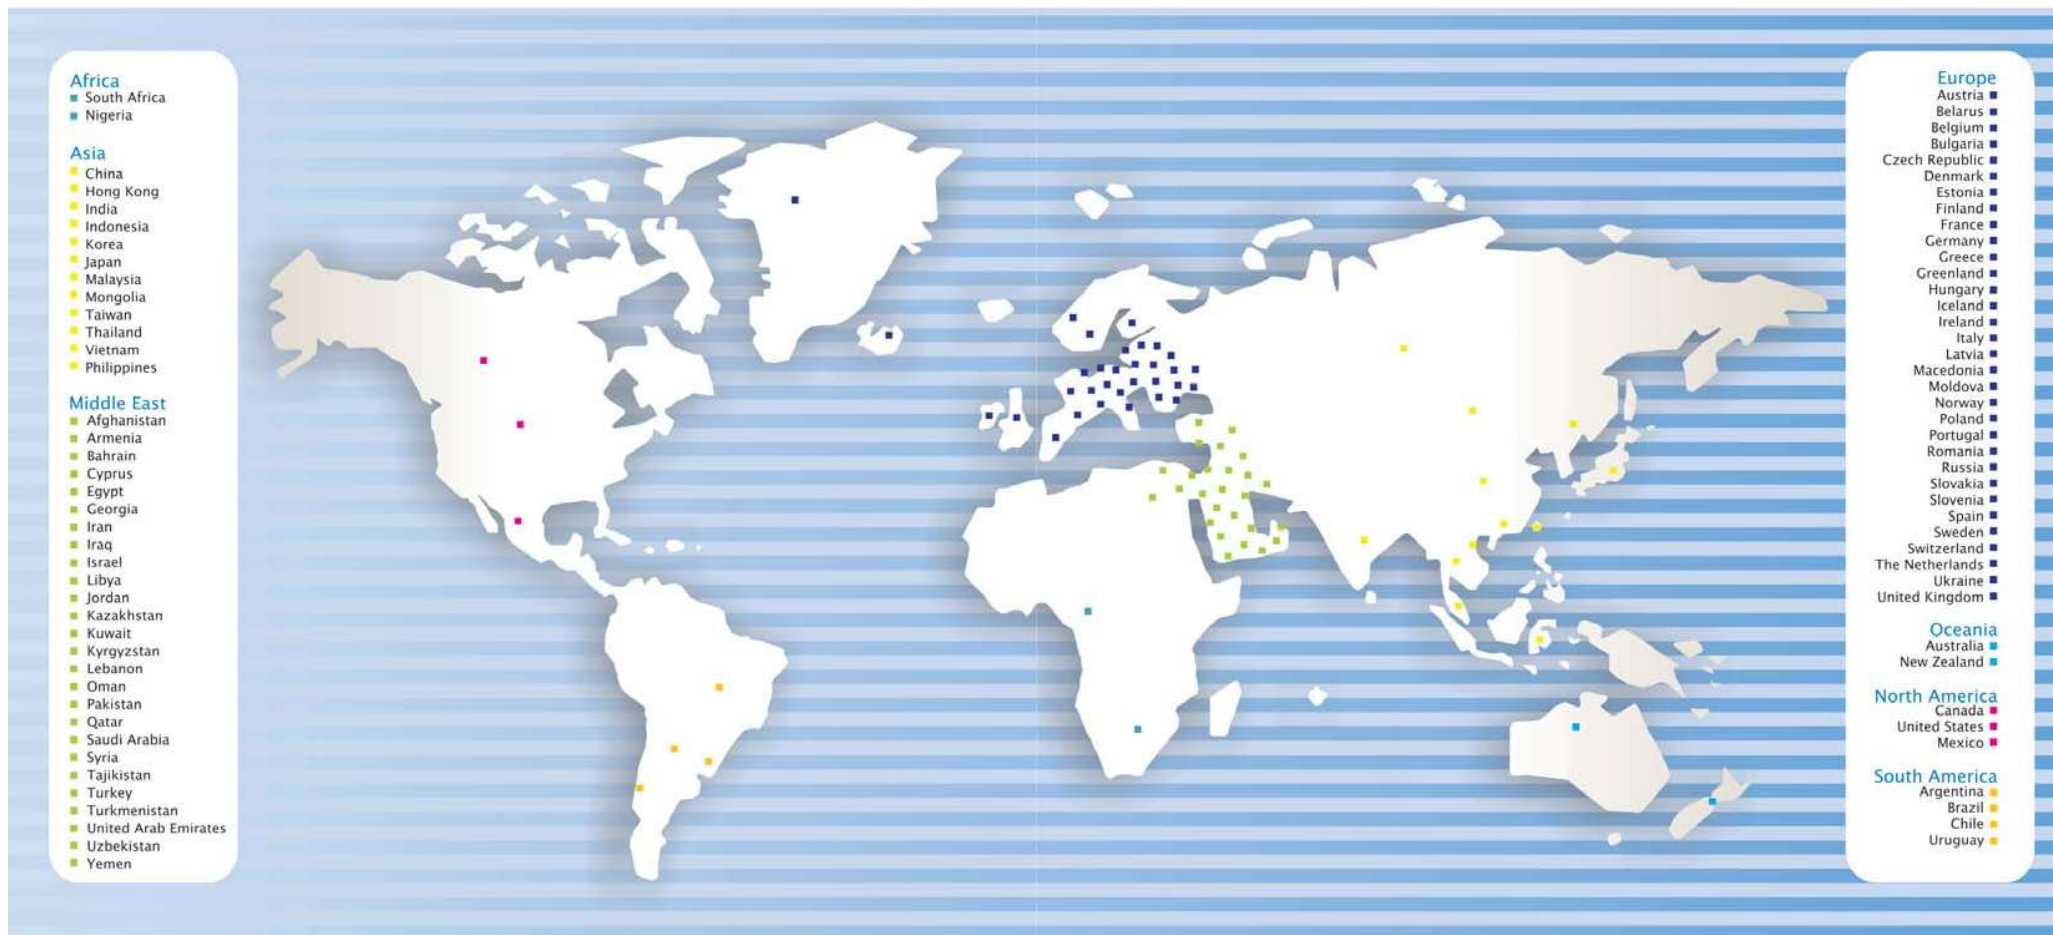 Africa
South Africa
Nigeria
Asia
China
Hong Kong
India
Indonesia
Korea
Japan
Malaysia
Mongolia
Taiwan
Thailand
Vietnam
Philippines
Middle East
Afghanistan
Armenia
Bahrain
Cyprus
Egypt
Georgia
Iran
Iraq
Israel
Libya
Jordan
Kazakhstan
Kuwait
Kyrgyzstan
Lebanon
Oman
Pakistan
Qatar
Saudi Arabia
Syria
Tajikistan
Turkey
Turkmenistan
United Arab Emirates
Uzbekistan
Yemen
Europe
Austria
Belarus
Belgium
Bulgaria
Czech Republic
Denmark
Estonia
Finland
France
Germany
Greece
Greenland
Hungary
Iceland
Ireland
Italy
Latvia
Macedonia
Moldova
Norway
Poland
Portugal
Romania
Russia
Slovakia
Slovenia
Spain
Sweden
Switzerland
The Netherlands
Ukraine
United Kingdom
Oceania
Australia
New Zealand
North America
Canada
United States
Mexico
South America
Argentina
Brazil
Chile
Uruguay